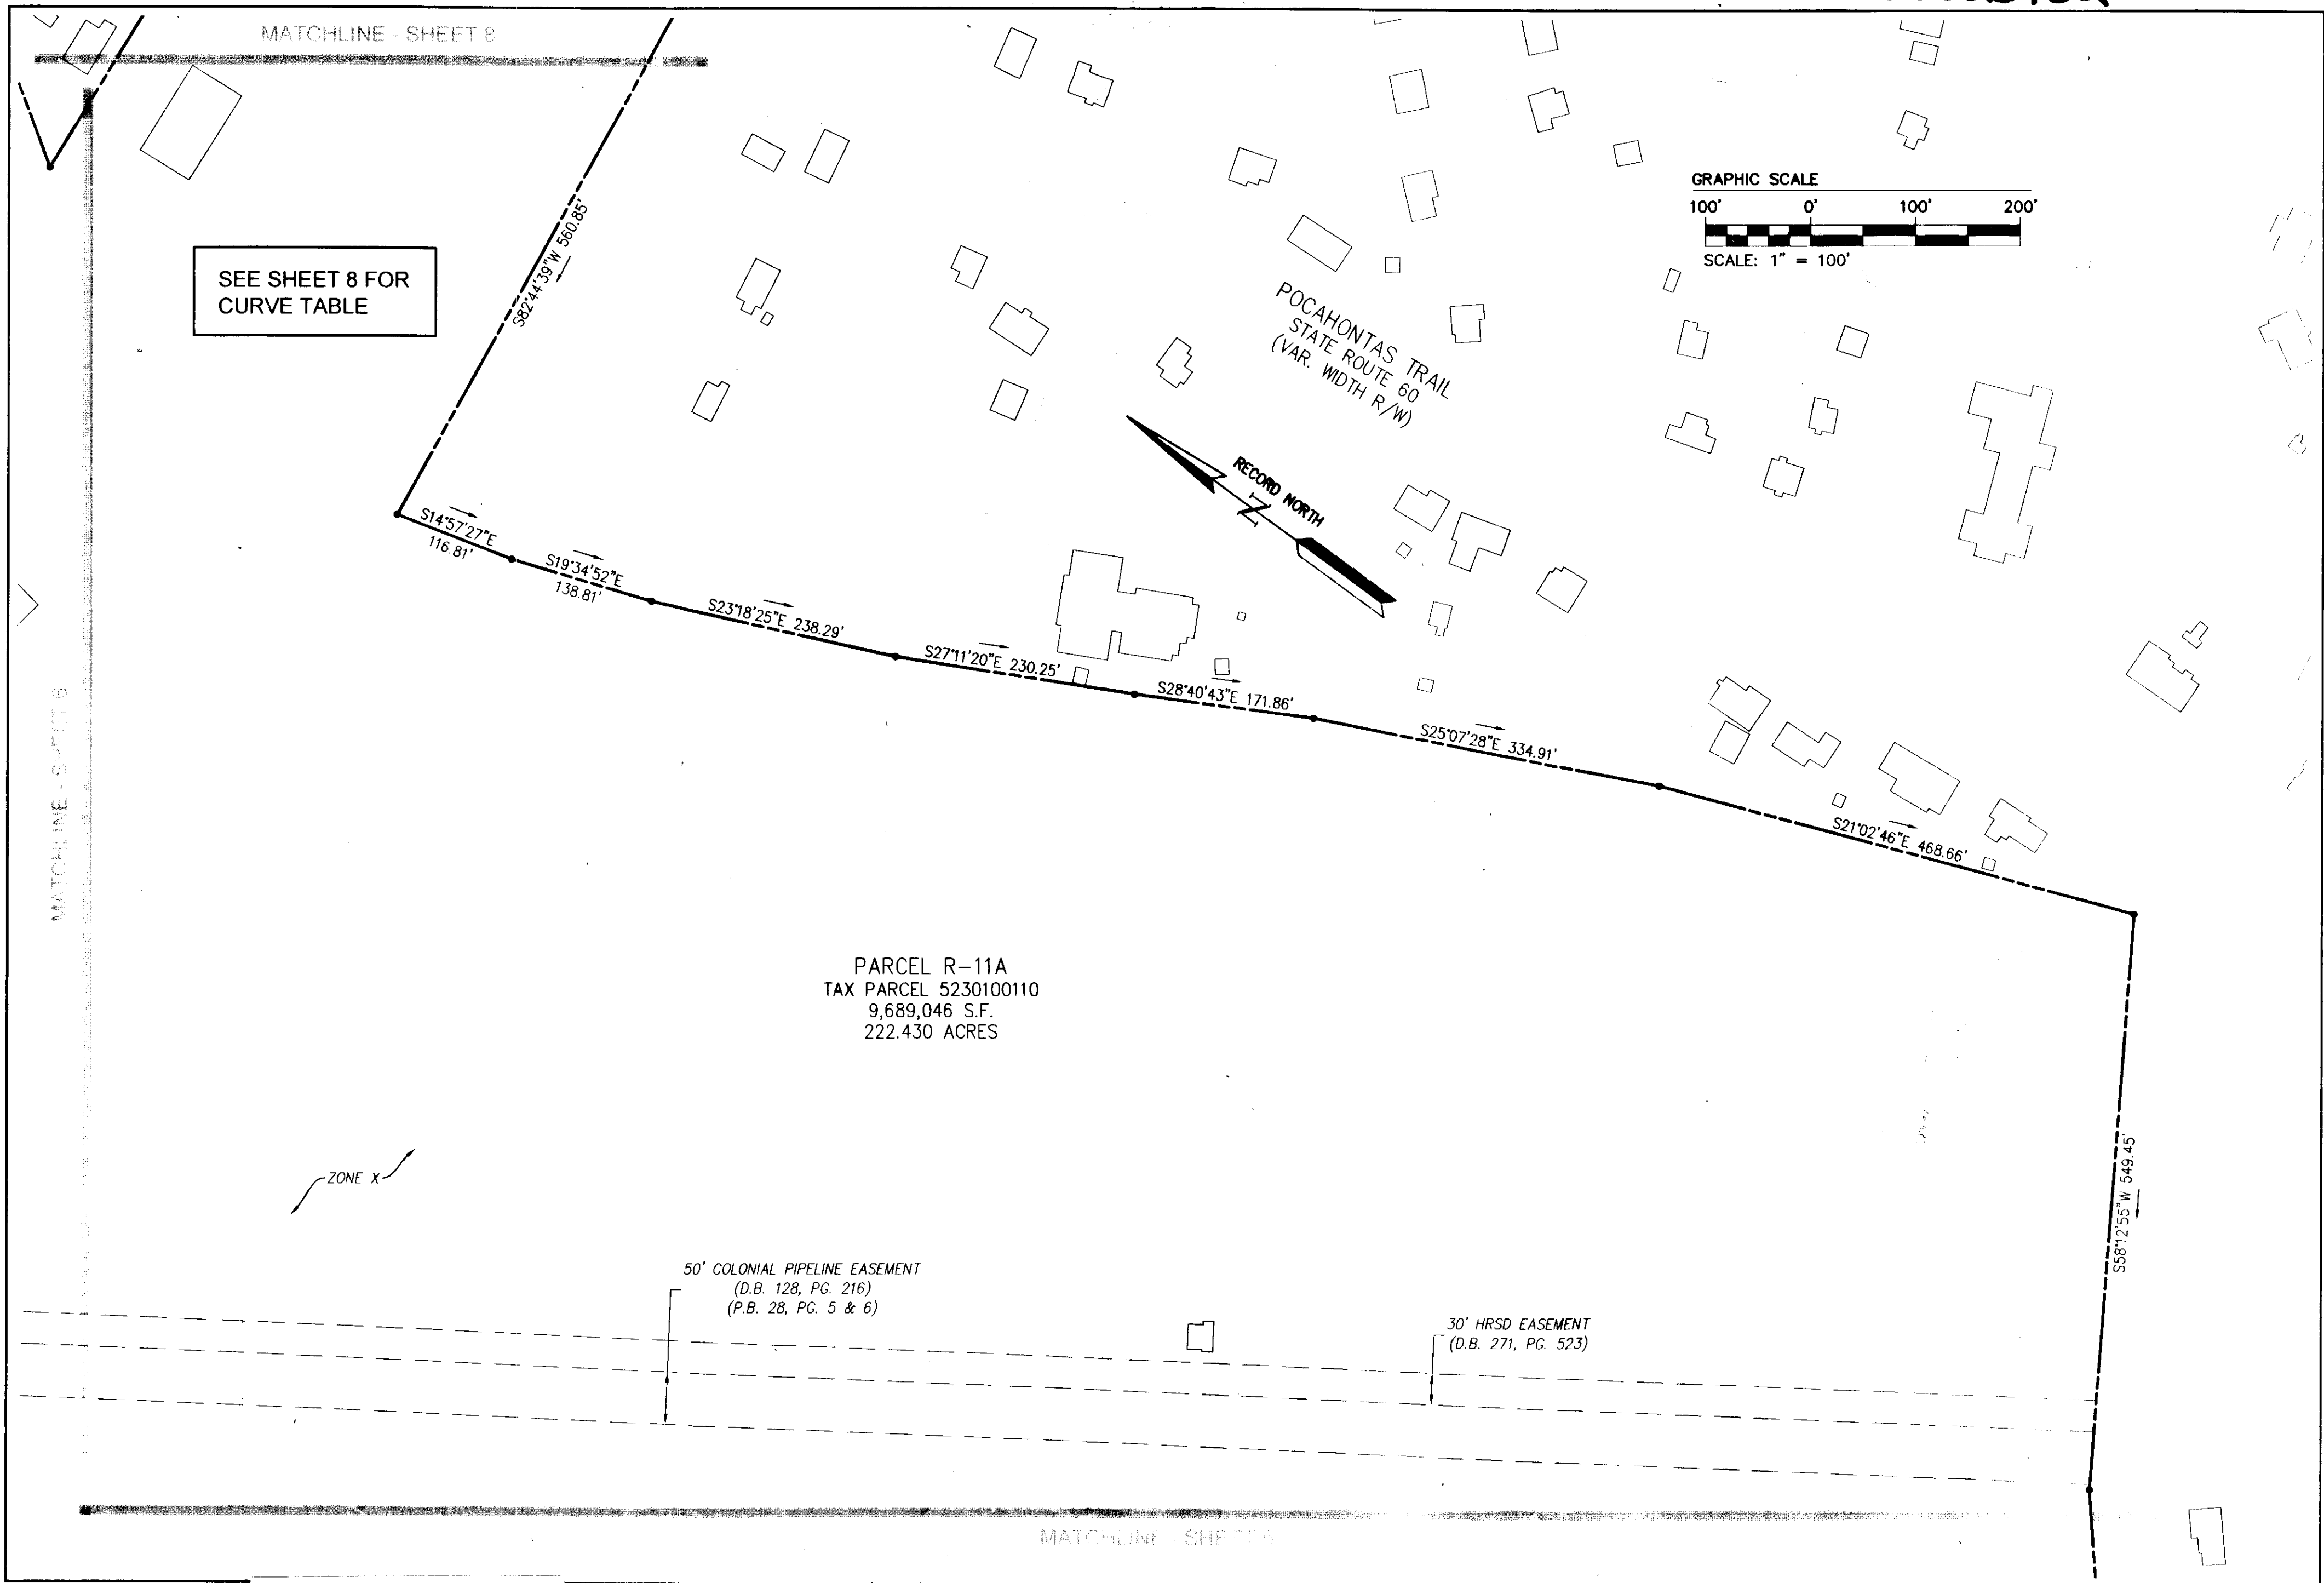 MATCHLINE - SHEET 8
SEE SHEET 8 FOR
CURVE TABLE
S82°44'39"W 560.85'
GRAPHIC SCALE
100' 0' 100' 200'
SCALE: 1" = 100'
POCAHONTAS TRAIL
STATE ROUTE 60
(VAR. WIDTH R/W)
RECORD NORTH
N
S14°57'27"E
116.81'
S19°34'52"E
138.81'
S23°18'25"E 238.29'
S27°11'20"E 230.25'
S28°40'43"E 171.86'
S25°07'28"E 334.91'
S21°02'46"E 468.66'
S58°12'55"W 549.45'
MATCHLINE - SHEET 6
PARCEL R-11A
TAX PARCEL 5230100110
9,689,046 S.F.
222.430 ACRES
ZONE X
50' COLONIAL PIPELINE EASEMENT
(D.B. 128, PG. 216)
(P.B. 28, PG. 5 & 6)
30' HRSD EASEMENT
(D.B. 271, PG. 523)
MATCHLINE - SHEET